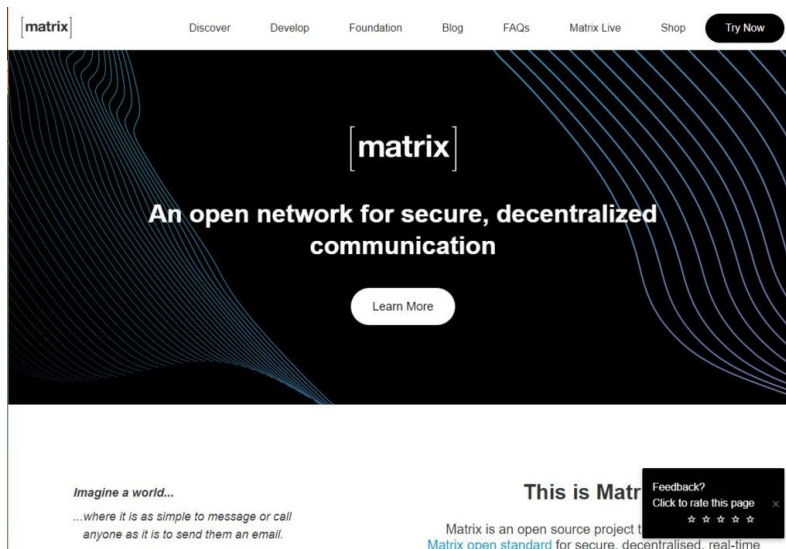 [matrix]
Discover
Develop
Foundation
Blog
FAQs
Matrix Live
Shop
Try Now
[matrix]
An open network for secure, decentralized
communication
Learn More
Imagine a world...
...where it is as simple to message or call
anyone as it is to send them an email.
This is Matr
Matrix is an open source project t
Matrix open standard for secure, decentralised, real-time
Feedback?
Click to rate this page
×
☆ ☆ ☆ ☆ ☆